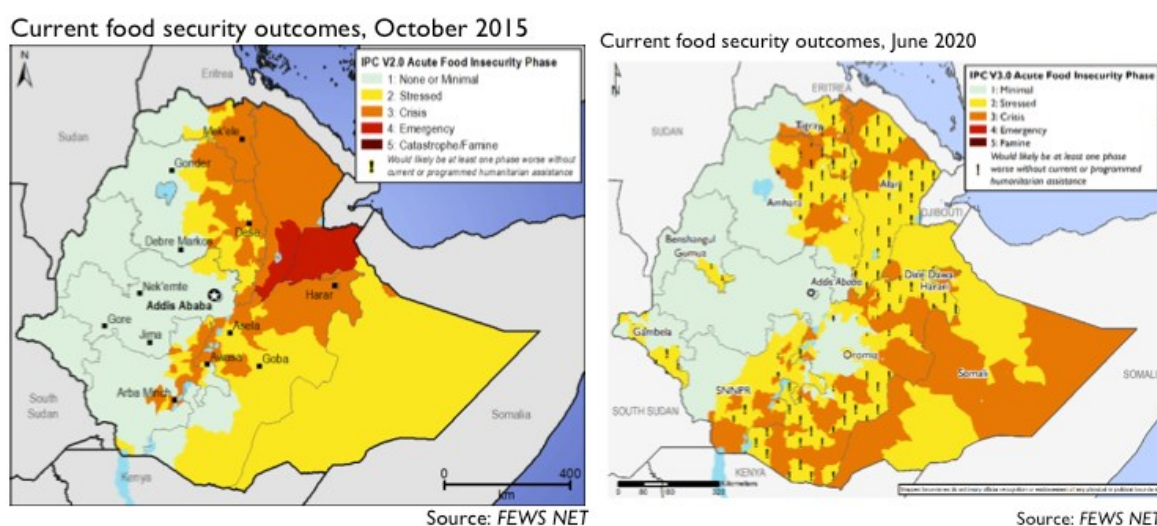 Current food security outcomes, October 2015
N
Eritrea
Sudan
Mek'ele
Gonder
Dese
Debre Markos
Nek'emte
Addis Ababa
Harar
Gore
Jima
Asela
Awasa
Goba
Arba Minch
South
Sudan
Somalia
Kenya
IPC V2.0 Acute Food Insecurity Phase
1: None or Minimal
2: Stressed
3: Crisis
4: Emergency
5: Catastrophe/Famine
! Would likely be at least one phase worse without
current or programmed humanitarian assistance
0 400
km
Source: FEWS NET
Current food security outcomes, June 2020
N
ERITREA
SUDAN
Tigray
Afar
Amhara
DJIBOUTI
Benshangul
Gumuz
Addis Ababa
Dire Dawa
Harari
Gambela
Oromia
Somali
SNNPR
SOMALI
SOUTH SUDAN
KENYA
IPC V3.0 Acute Food Insecurity Phase
1: Minimal
2: Stressed
3: Crisis
4: Emergency
5: Famine
! Would likely be at least one phase
worse without current or programmed
humanitarian assistance
Kilometers
Source: FEWS NET